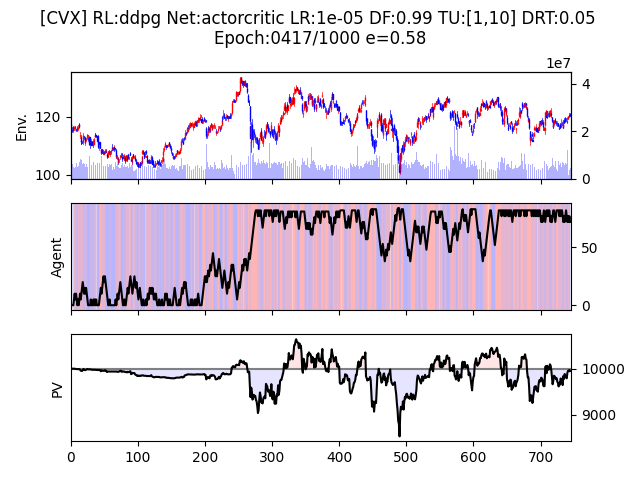 [CVX] RL:ddpg Net:actorcritic LR:1e-05 DF:0.99 TU:[1,10] DRT:0.05
Epoch:0417/1000 e=0.58
1e7
Env.
120
100
4
2
0
Agent
50
0
PV
10000
9000
0 100 200 300 400 500 600 700